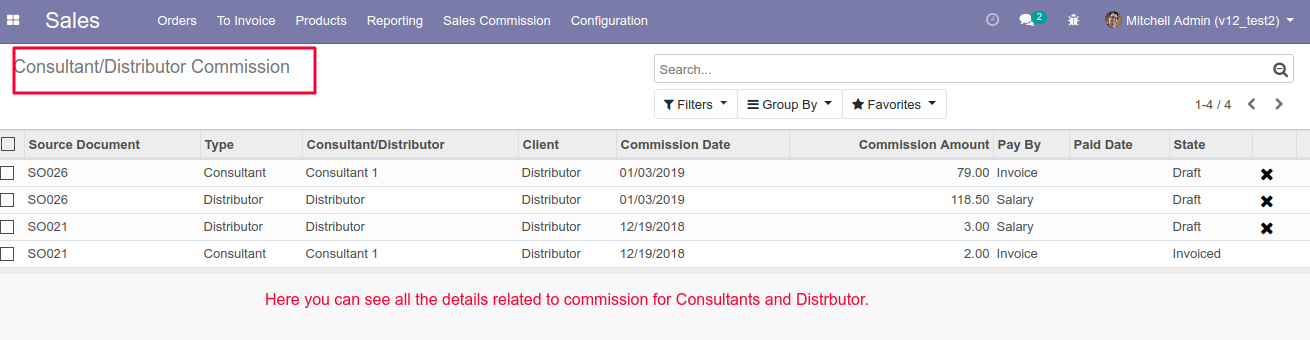 Sales Orders To Invoice Products Reporting Sales Commission Configuration 2 Mitchell Admin (v12_test2)
Consultant/Distributor Commission
Search...
Filters Group By Favorites 1-4 / 4
Source Document Type Consultant/Distributor Client Commission Date Commission Amount Pay By Paid Date State
SO026 Consultant Consultant 1 Distributor 01/03/2019 79.00 Invoice Draft
SO026 Distributor Distributor Distributor 01/03/2019 118.50 Salary Draft
SO021 Distributor Distributor Distributor 12/19/2018 3.00 Salary Draft
SO021 Consultant Consultant 1 Distributor 12/19/2018 2.00 Invoice Invoiced
Here you can see all the details related to commission for Consultants and Distrbutor.